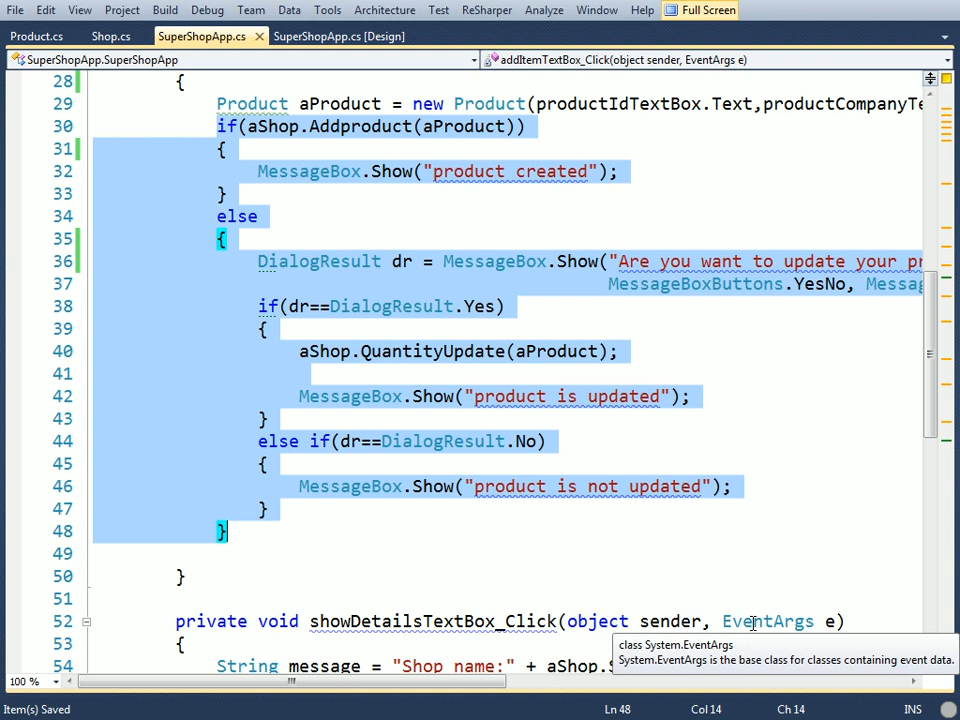 File Edit View Project Build Debug Team Data Tools Architecture Test ReSharper Analyze Window Help Full Screen
Product.cs Shop.cs SuperShopApp.cs SuperShopApp.cs [Design]
SuperShopApp.SuperShopApp addItemTextBox_Click(object sender, EventArgs e)
28 {
29 Product aProduct = new Product(productIdTextBox.Text,productCompanyTe
30 if(aShop.Addproduct(aProduct))
31 {
32 MessageBox.Show("product created");
33 }
34 else
35 {
36 DialogResult dr = MessageBox.Show("Are you want to update your pr
37 MessageBoxButtons.YesNo, Messag
38 if(dr==DialogResult.Yes)
39 {
40 aShop.QuantityUpdate(aProduct);
41
42 MessageBox.Show("product is updated");
43 }
44 else if(dr==DialogResult.No)
45 {
46 MessageBox.Show("product is not updated");
47 }
48 }
49
50 }
51
52 private void showDetailsTextBox_Click(object sender, EventArgs e)
53 {
54 String message = "Shop name:" + aShop.S
class System.EventArgs
System.EventArgs is the base class for classes containing event data.
100 %
Item(s) Saved Ln 48 Col 14 Ch 14 INS